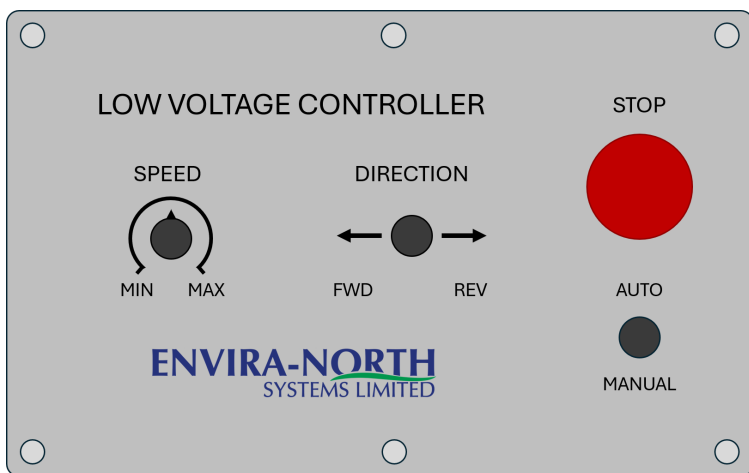 LOW VOLTAGE CONTROLLER
STOP
SPEED
DIRECTION
MIN MAX
FWD REV
AUTO
MANUAL
ENVIRA-NORTH
SYSTEMS LIMITED